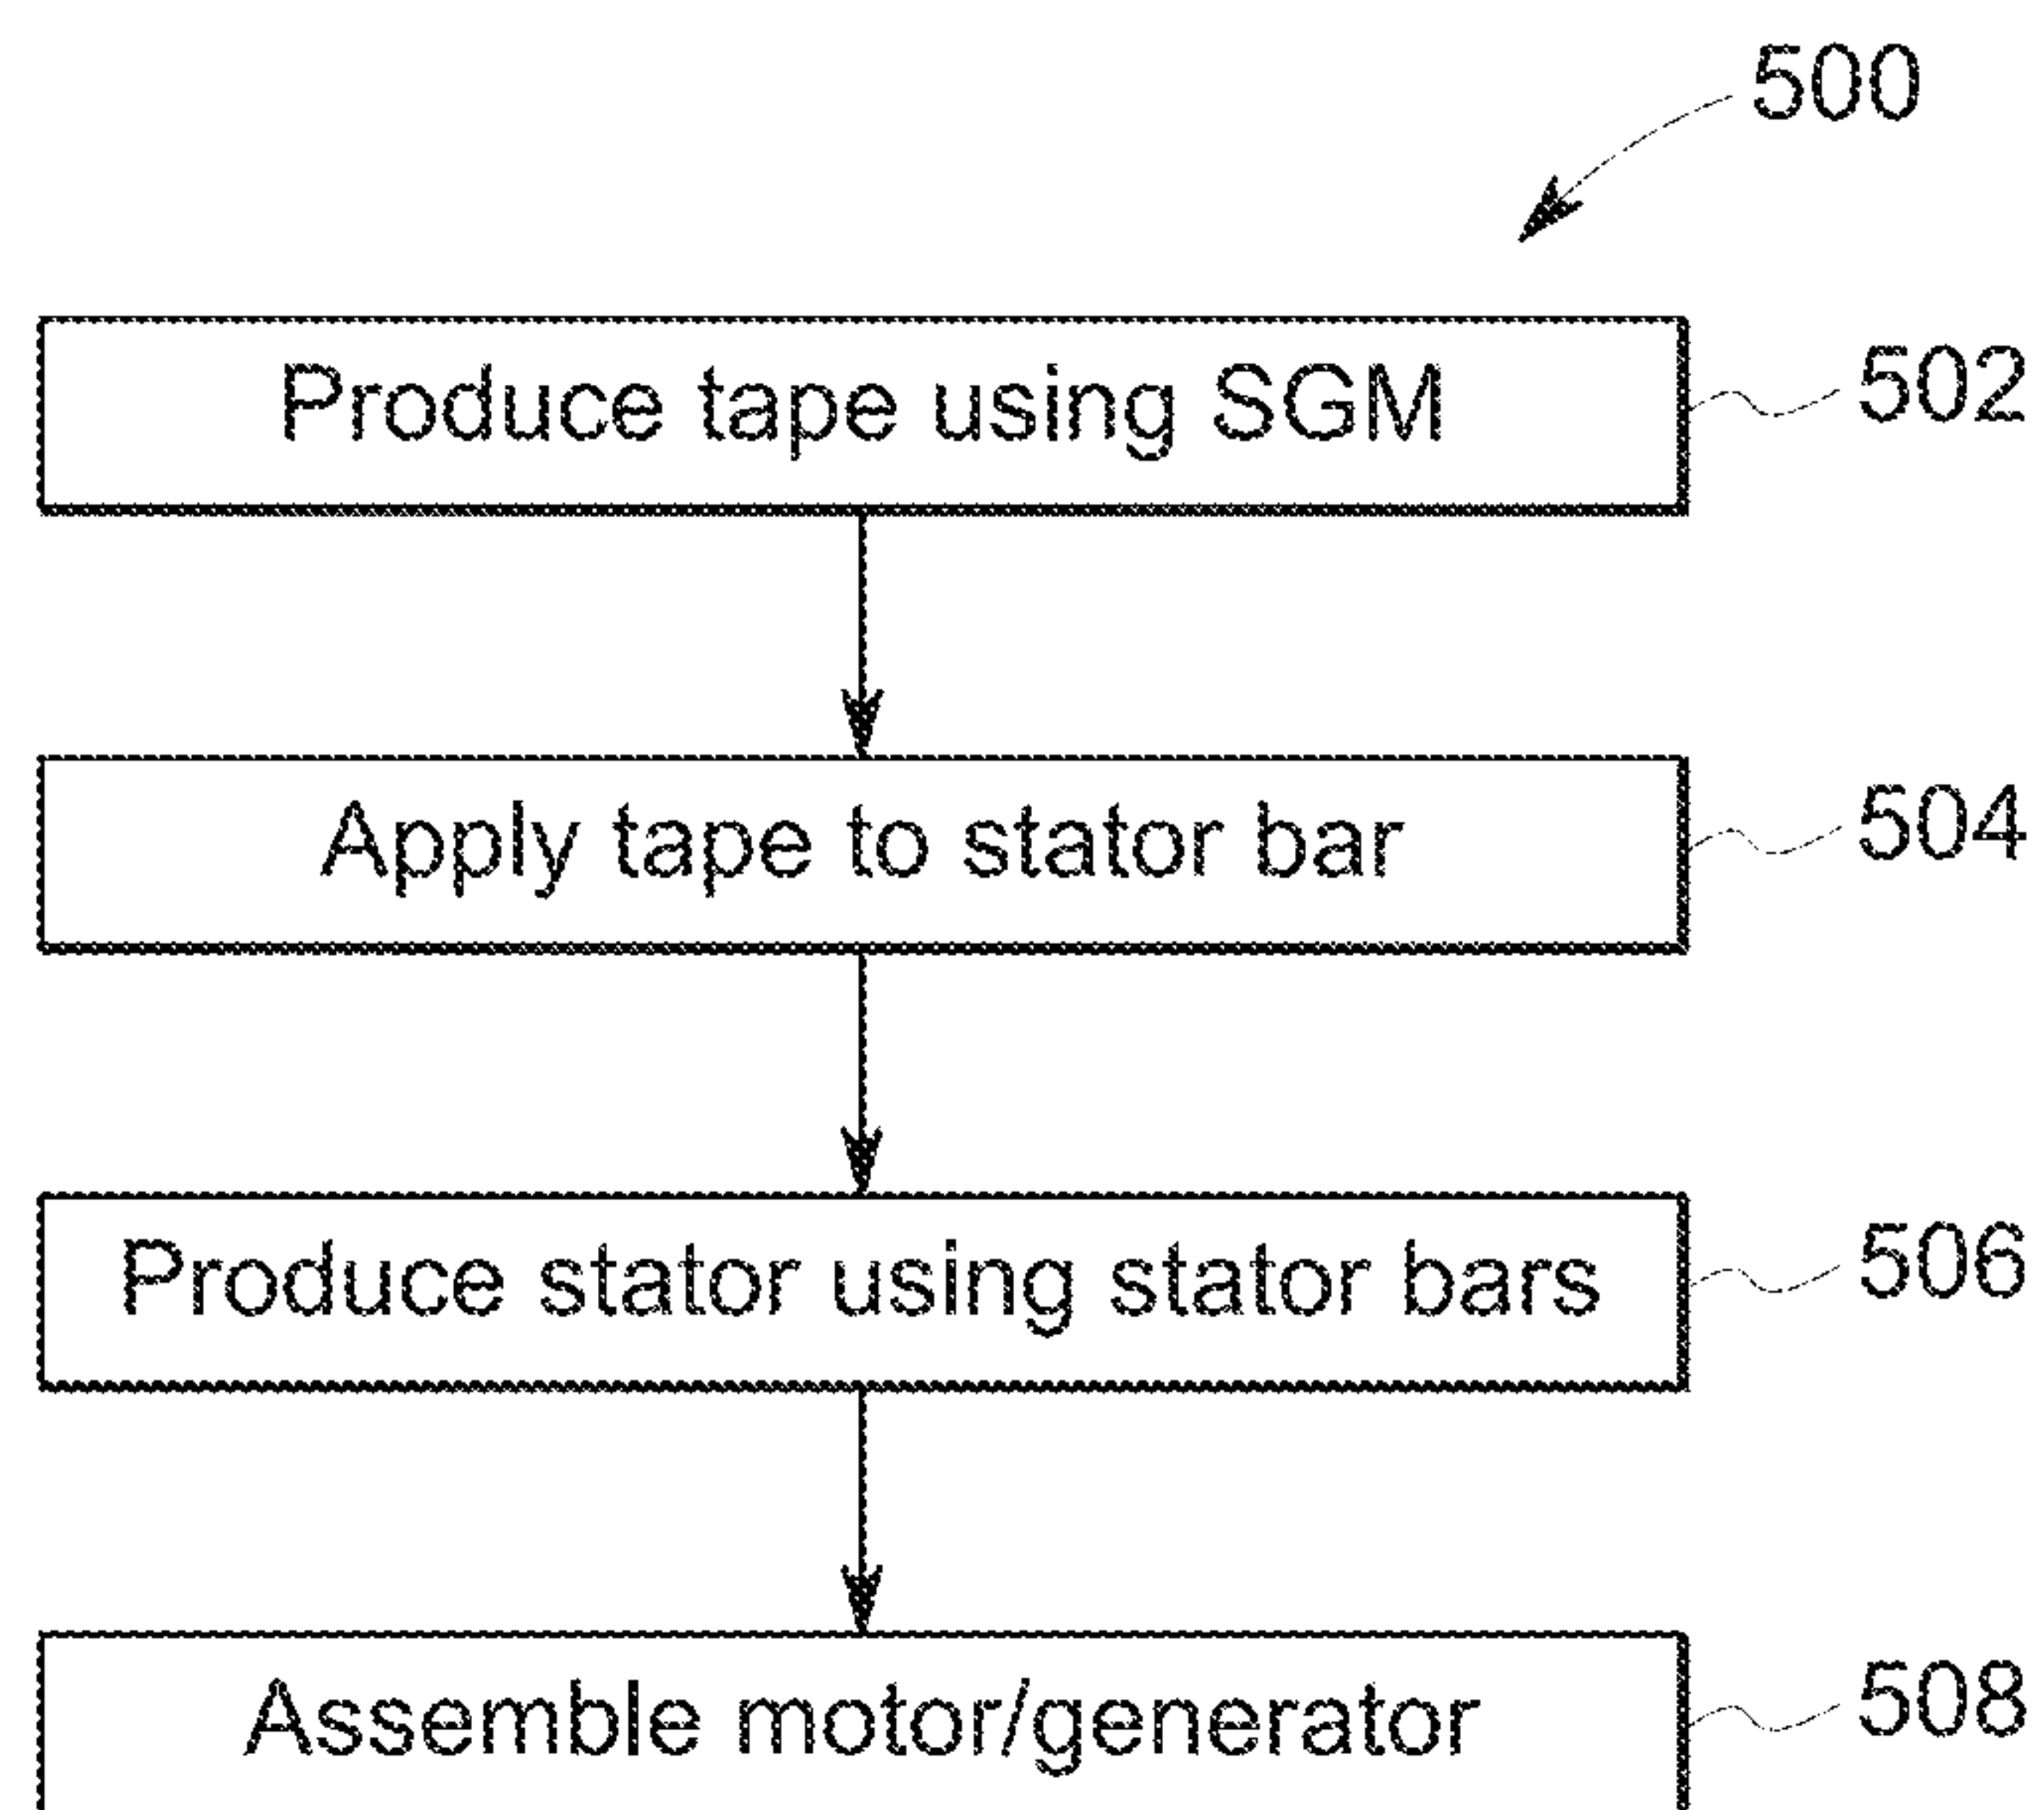 500
Produce tape using SGM
502
Apply tape to stator bar
504
Produce stator using stator bars
506
Assemble motor/generator
508